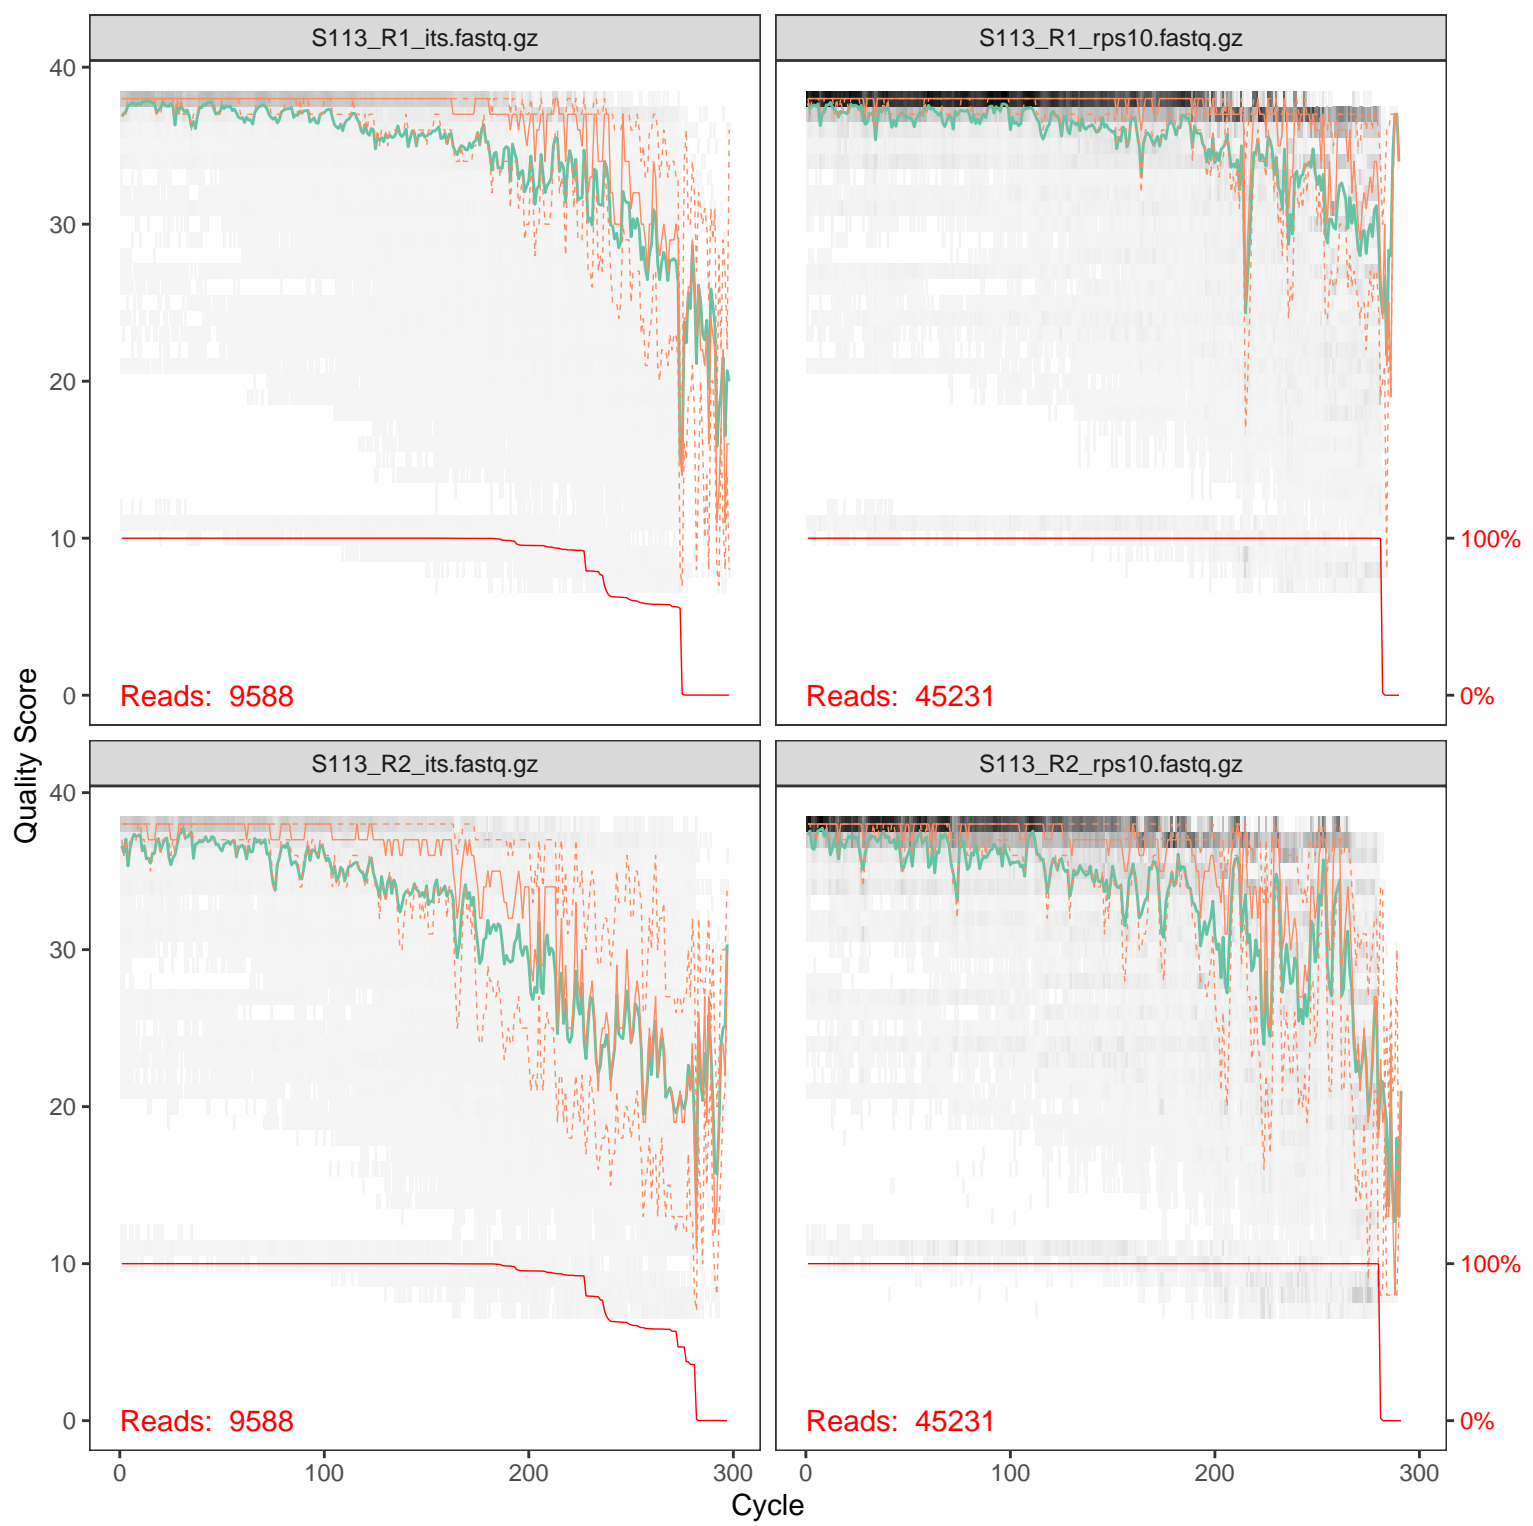 S113_R1_its.fastq.gz
S113_R1_rps10.fastq.gz
40
30
20
10
0
100%
0%
Reads: 9588
Reads: 45231
Quality Score
S113_R2_its.fastq.gz
S113_R2_rps10.fastq.gz
40
30
20
10
0
100%
0%
Reads: 9588
Reads: 45231
0 100 200 300
0 100 200 300
Cycle